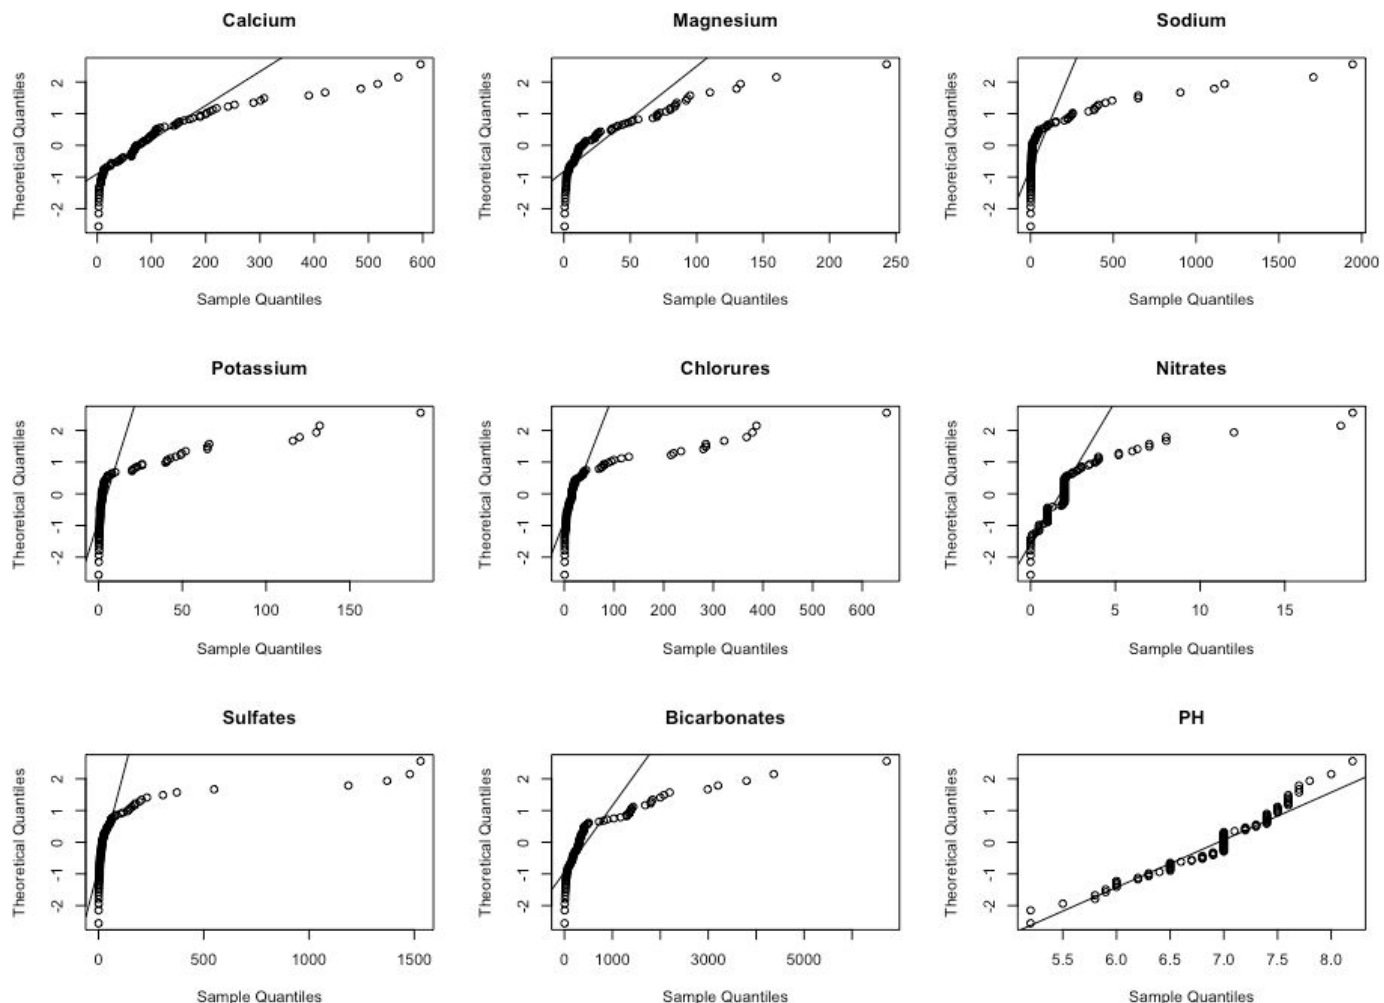 Calcium
Theoretical Quantiles
2
1
0
-1
-2
0 100 200 300 400 500 600
Sample Quantiles
Magnesium
Theoretical Quantiles
2
1
0
-1
-2
0 50 100 150 200 250
Sample Quantiles
Sodium
Theoretical Quantiles
2
1
0
-1
-2
0 500 1000 1500 2000
Sample Quantiles
Potassium
Theoretical Quantiles
2
1
0
-1
-2
0 50 100 150
Sample Quantiles
Chlorures
Theoretical Quantiles
2
1
0
-1
-2
0 100 200 300 400 500 600
Sample Quantiles
Nitrates
Theoretical Quantiles
2
1
0
-1
-2
0 5 10 15
Sample Quantiles
Sulfates
Theoretical Quantiles
2
1
0
-1
-2
0 500 1000 1500
Sample Quantiles
Bicarbonates
Theoretical Quantiles
2
1
0
-1
-2
0 1000 3000 5000
Sample Quantiles
PH
Theoretical Quantiles
2
1
0
-1
-2
5.5 6.0 6.5 7.0 7.5 8.0
Sample Quantiles